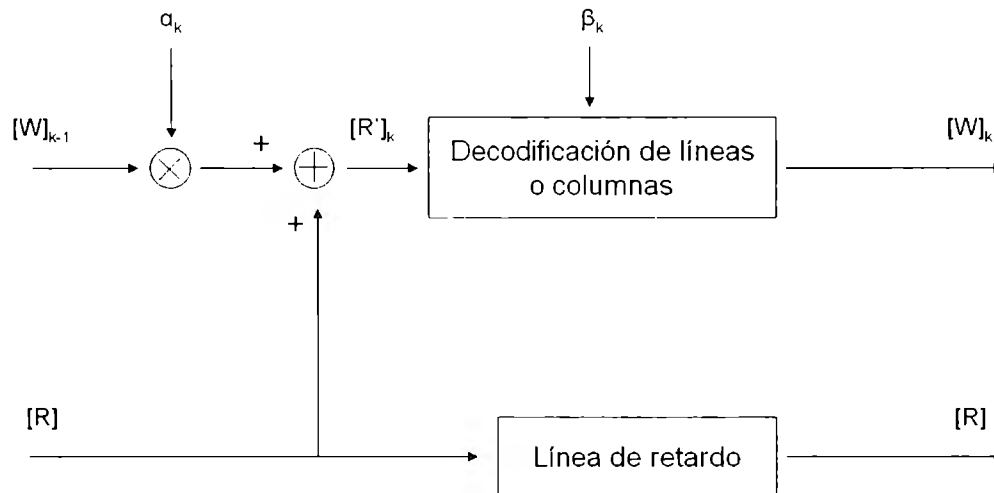 α_k
β_k
[W]_{k-1}
+
[R']_k
Decodificación de líneas
o columnas
[W]_k
+
[R]
Línea de retardo
[R]